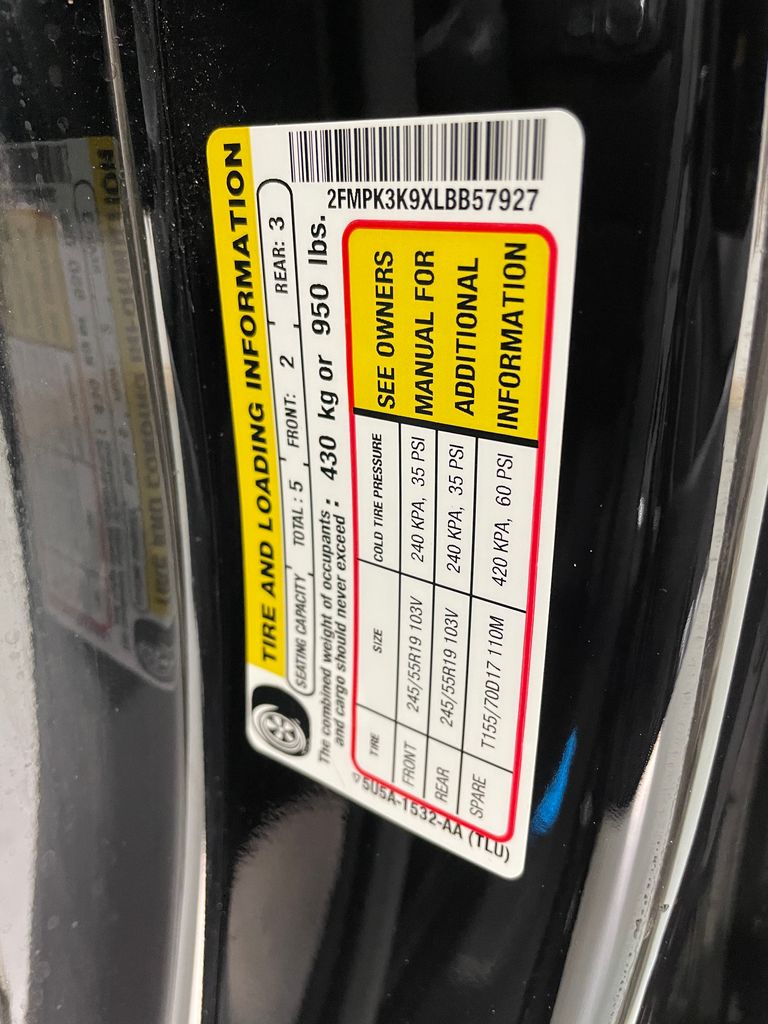 TIRE AND LOADING INFORMATION
SEATING CAPACITY TOTAL: 5 FRONT: 2 REAR: 3
The combined weight of occupants and cargo should never exceed : 430 kg or 950 lbs.
TIRE SIZE COLD TIRE PRESSURE
FRONT 245/55R19 103V 240 KPA, 35 PSI
REAR 245/55R19 103V 240 KPA, 35 PSI
SPARE T155/70D17 110M 420 KPA, 60 PSI
SEE OWNERS
MANUAL FOR
ADDITIONAL
INFORMATION
5U5A-1532-AA (TLU)
2FMPK3K9XLBB57927